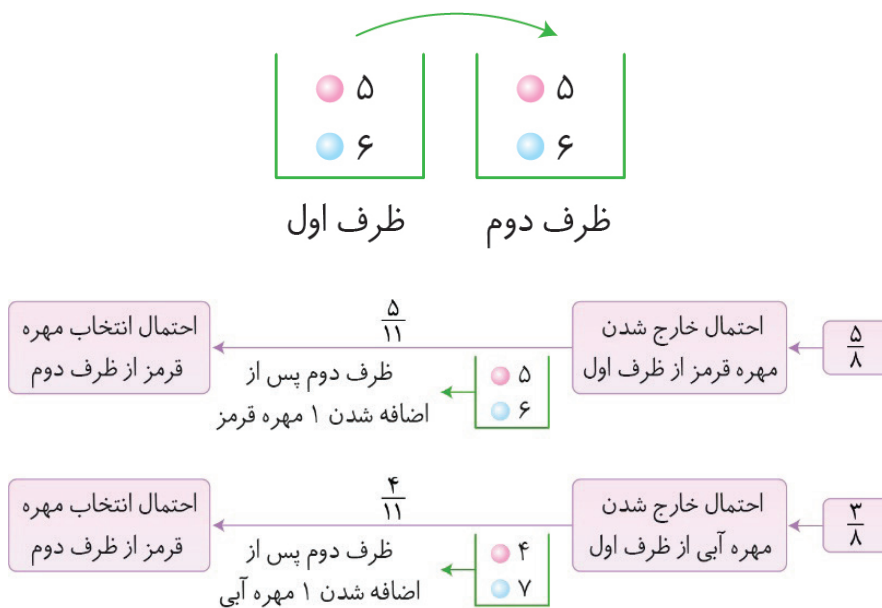 ۵ ۵
۶ ۶
ظرف اول ظرف دوم
۵/۸
احتمال خارج شدن
مهره قرمز از ظرف اول
۵/۱۱
۵
۶
ظرف دوم پس از
اضافه شدن ۱ مهره قرمز
احتمال انتخاب مهره
قرمز از ظرف دوم
۳/۸
احتمال خارج شدن
مهره آبی از ظرف اول
۴/۱۱
۴
۷
ظرف دوم پس از
اضافه شدن ۱ مهره آبی
احتمال انتخاب مهره
قرمز از ظرف دوم